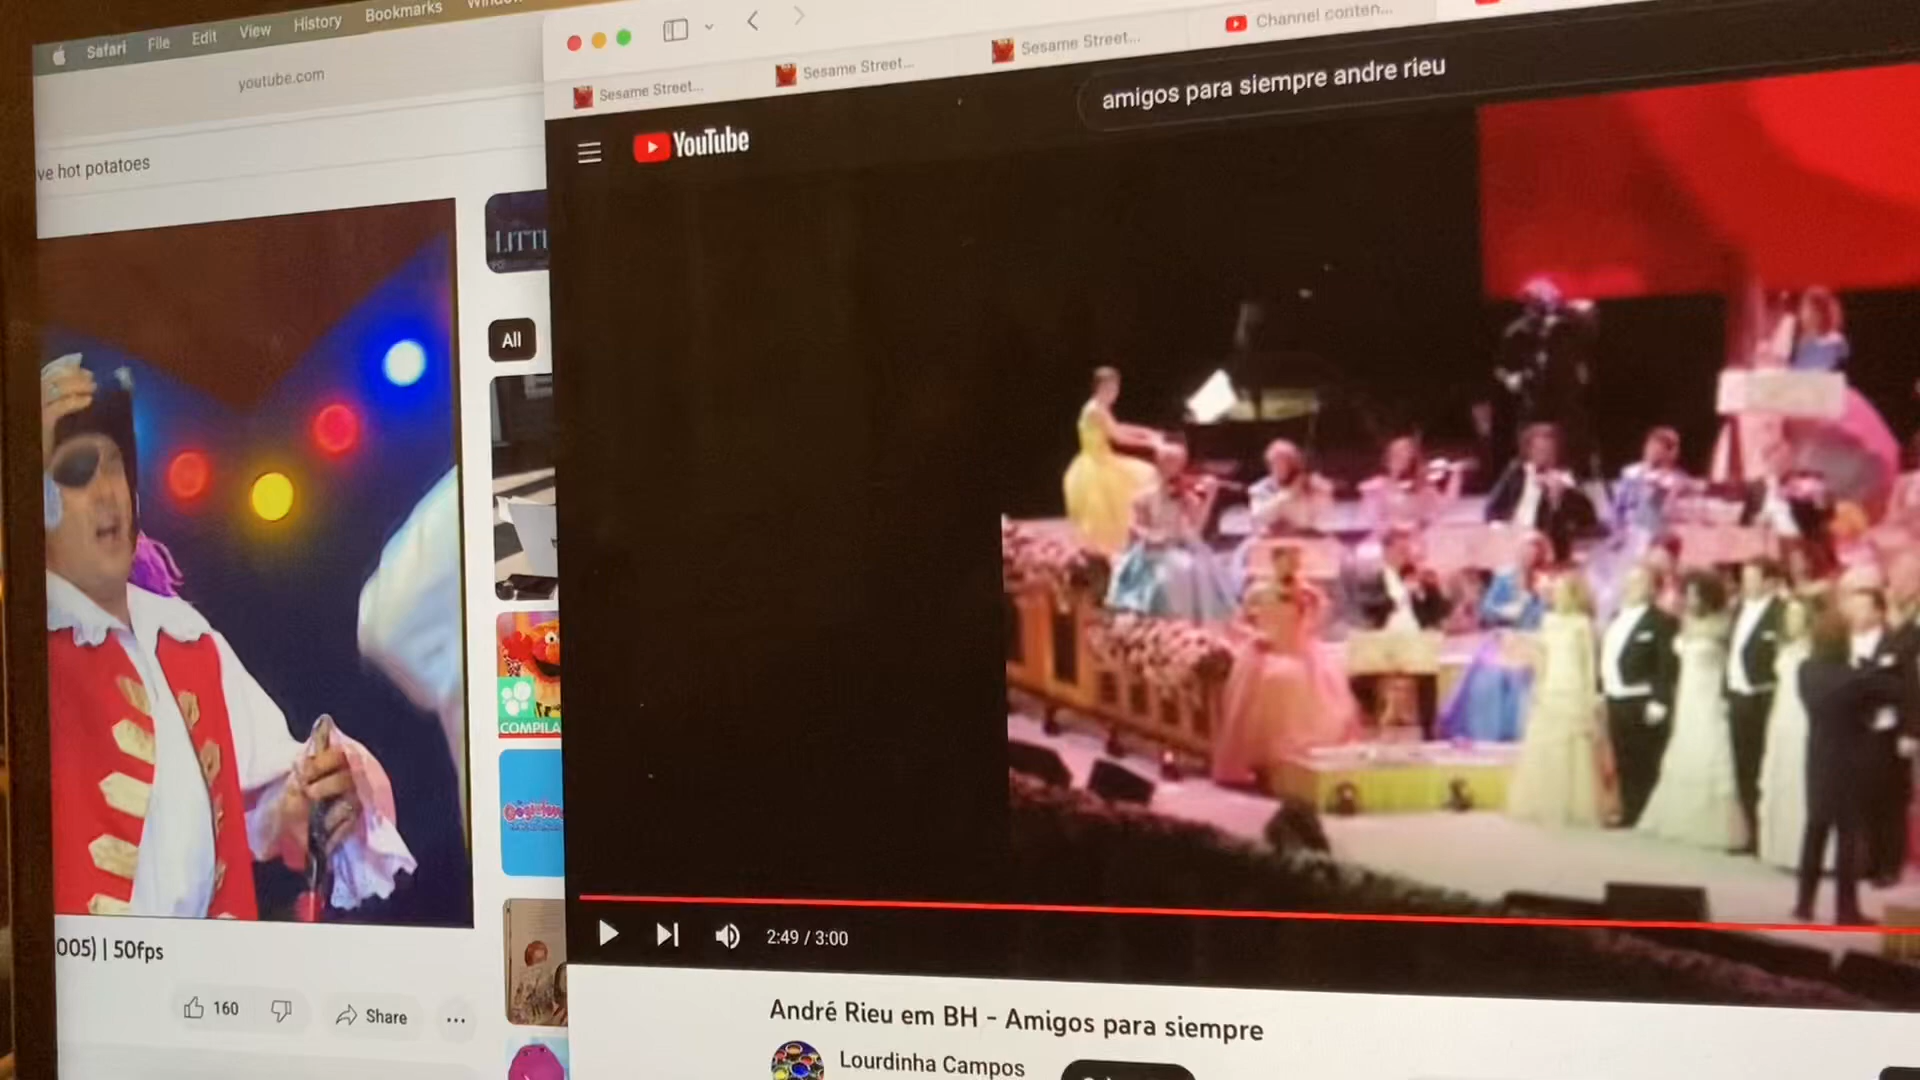 Safari File Edit View History Bookmarks
youtube.com
ve hot potatoes
LITTL
All
COMPILA
005) | 50fps
160
Share
Sesame Street...
Sesame Street...
Sesame Street...
Channel conten...
YouTube
amigos para siempre andre rieu
2:49 / 3:00
André Rieu em BH - Amigos para siempre
Lourdinha Campos